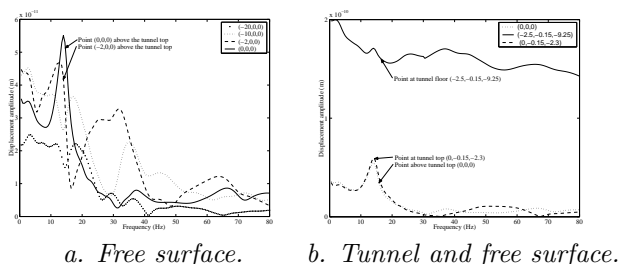 x 10⁻¹¹
6
5
4
3
2
1
0
Displacement amplitude (m)
Point (0,0,0) above the tunnel top
Point (−2,0,0) above the tunnel top
(−20,0,0)
(−10,0,0)
(−2,0,0)
(0,0,0)
0 10 20 30 40 50 60 70 80
Frequency (Hz)
a. Free surface.
x 10⁻¹⁰
2
1
0
Displacement amplitude (m)
(0,0,0)
(−2.5,−0.15,−9.25)
(0,−0.15,−2.3)
Point at tunnel floor (−2.5,−0.15,−9.25)
Point at tunnel top (0,−0.15,−2.3)
Point above tunnel top (0,0,0)
0 10 20 30 40 50 60 70 80
Frequency (Hz)
b. Tunnel and free surface.